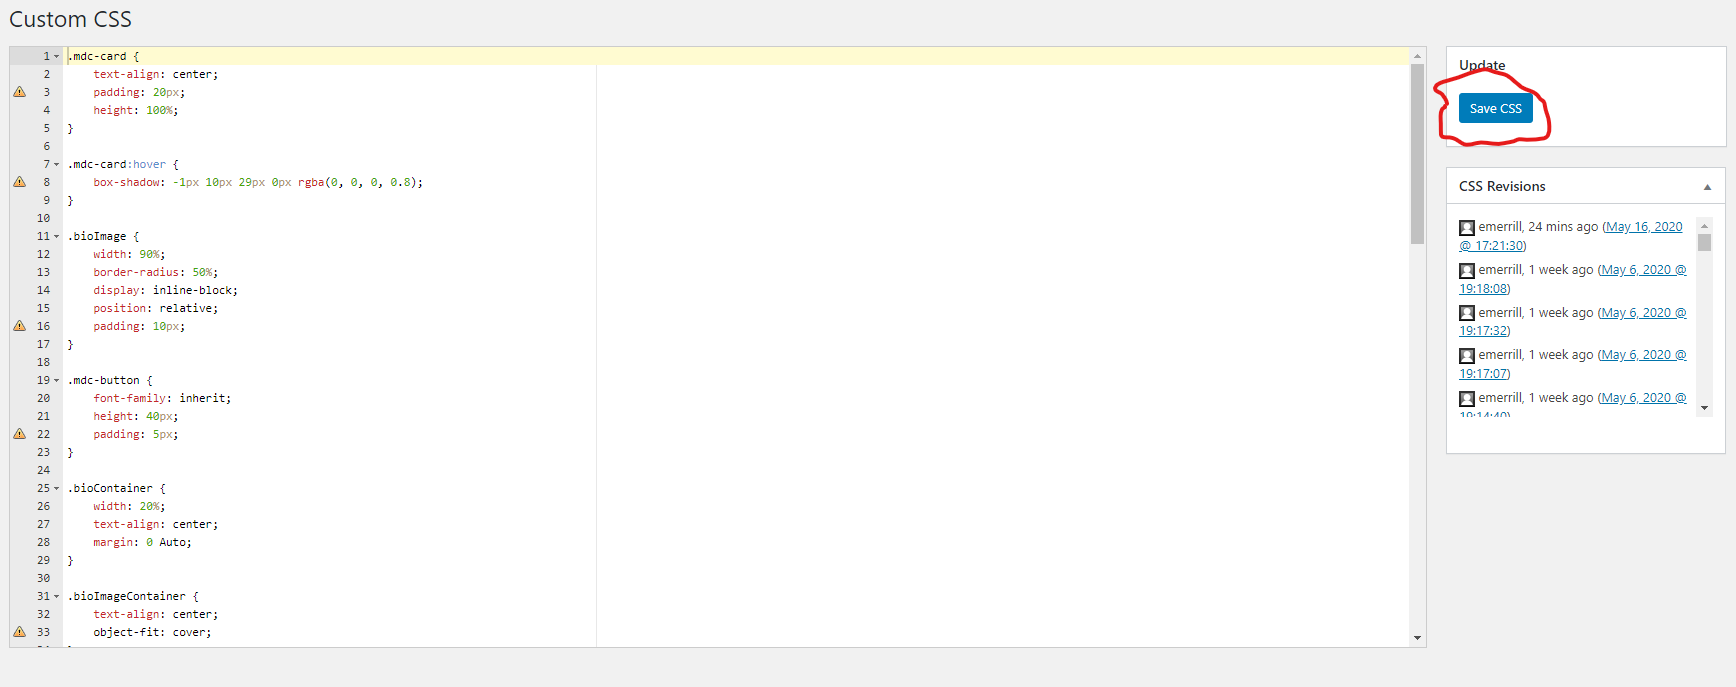 Custom CSS
1 .mdc-card {
2 text-align: center;
3 padding: 20px;
4 height: 100%;
5 }
6
7 .mdc-card:hover {
8 box-shadow: -1px 10px 29px 0px rgba(0, 0, 0, 0.8);
9 }
10
11 .bioImage {
12 width: 90%;
13 border-radius: 50%;
14 display: inline-block;
15 position: relative;
16 padding: 10px;
17 }
18
19 .mdc-button {
20 font-family: inherit;
21 height: 40px;
22 padding: 5px;
23 }
24
25 .bioContainer {
26 width: 20%;
27 text-align: center;
28 margin: 0 Auto;
29 }
30
31 .bioImageContainer {
32 text-align: center;
33 object-fit: cover;
Update
Save CSS
CSS Revisions
emerrill, 24 mins ago (May 16, 2020
@ 17:21:30)
emerrill, 1 week ago (May 6, 2020 @
19:18:08)
emerrill, 1 week ago (May 6, 2020 @
19:17:32)
emerrill, 1 week ago (May 6, 2020 @
19:17:07)
emerrill, 1 week ago (May 6, 2020 @
19:14:40)